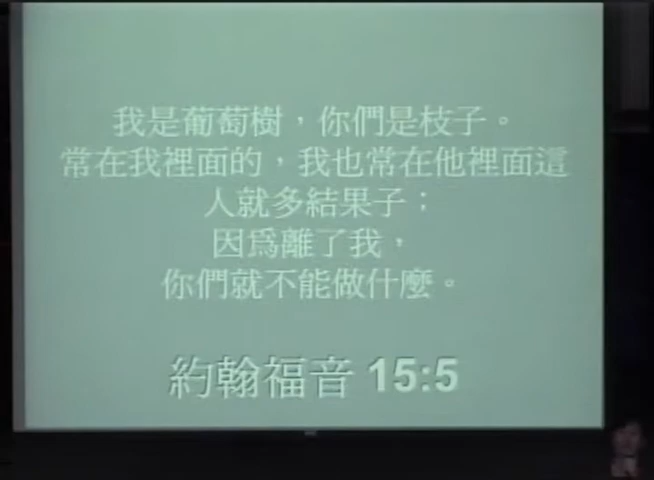 我是葡萄樹，你們是枝子。
常在我裡面的，我也常在他裡面這
人就多結果子；
因爲離了我，
你們就不能做什麼。
約翰福音 15:5